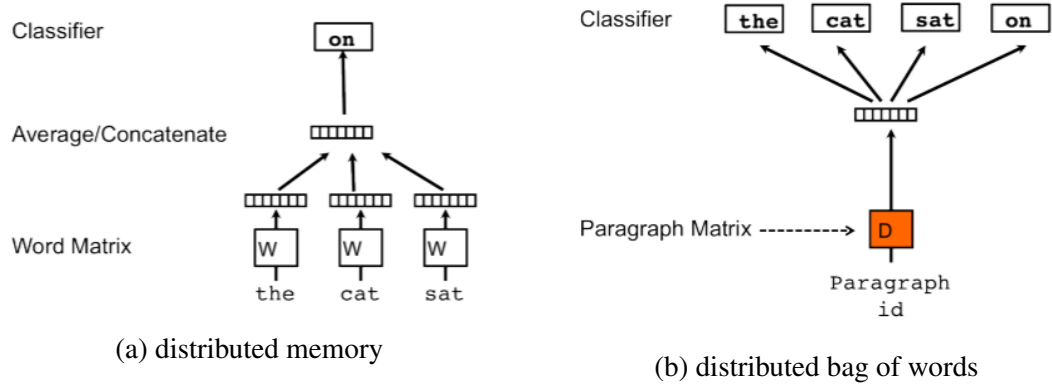 Classifier
on
Average/Concatenate
Word Matrix
W W W
the cat sat
(a) distributed memory
Classifier
the cat sat on
Paragraph Matrix
D
Paragraph
id
(b) distributed bag of words